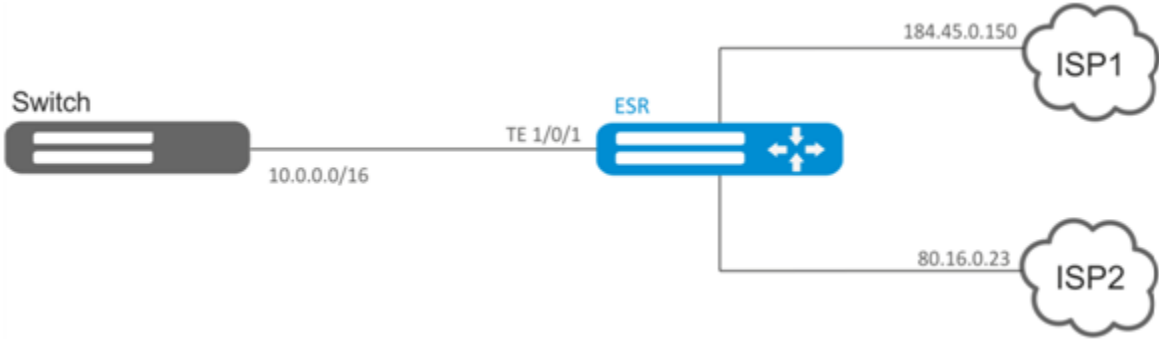 184.45.0.150
ISP1
Switch
ESR
TE 1/0/1
10.0.0.0/16
80.16.0.23
ISP2